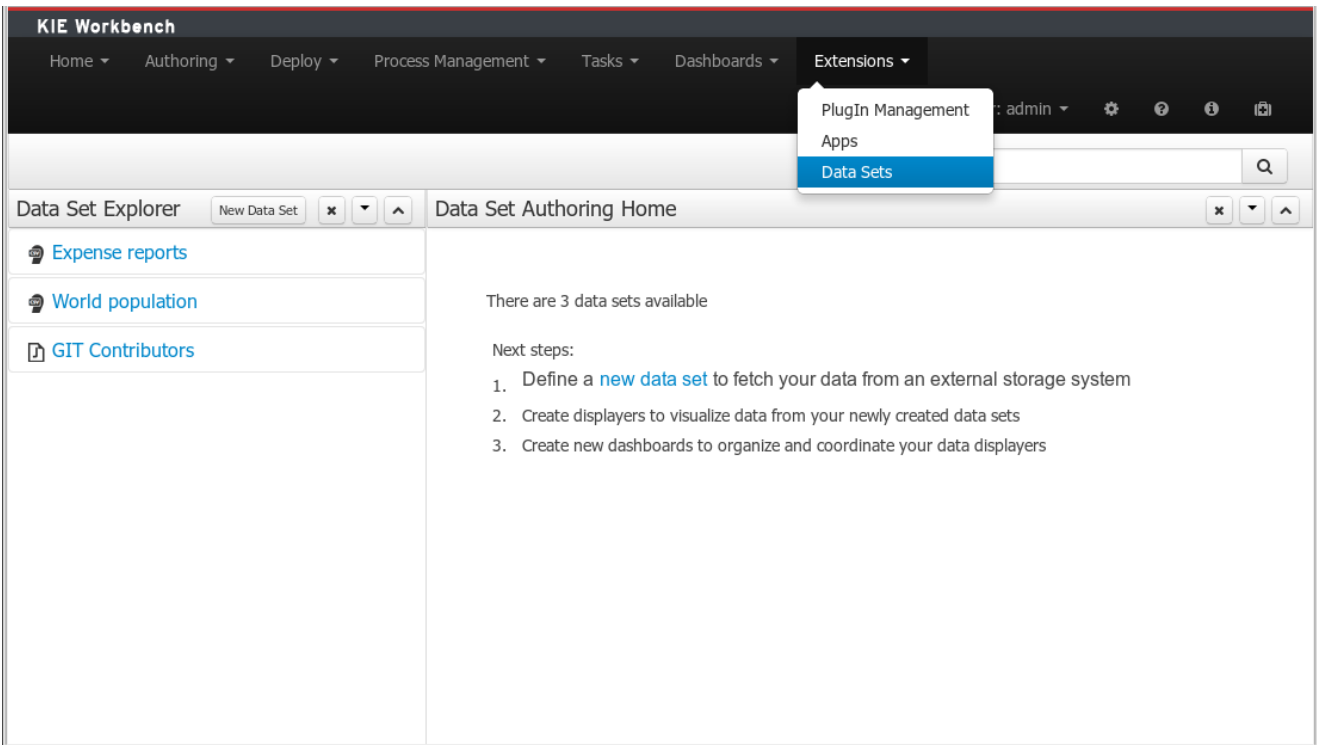 KIE Workbench
Home Authoring Deploy Process Management Tasks Dashboards Extensions
PlugIn Management
: admin
Apps
Data Sets
Data Set Explorer New Data Set Data Set Authoring Home
Expense reports
World population
GIT Contributors
There are 3 data sets available
Next steps:
1. Define a new data set to fetch your data from an external storage system
2. Create displayers to visualize data from your newly created data sets
3. Create new dashboards to organize and coordinate your data displayers